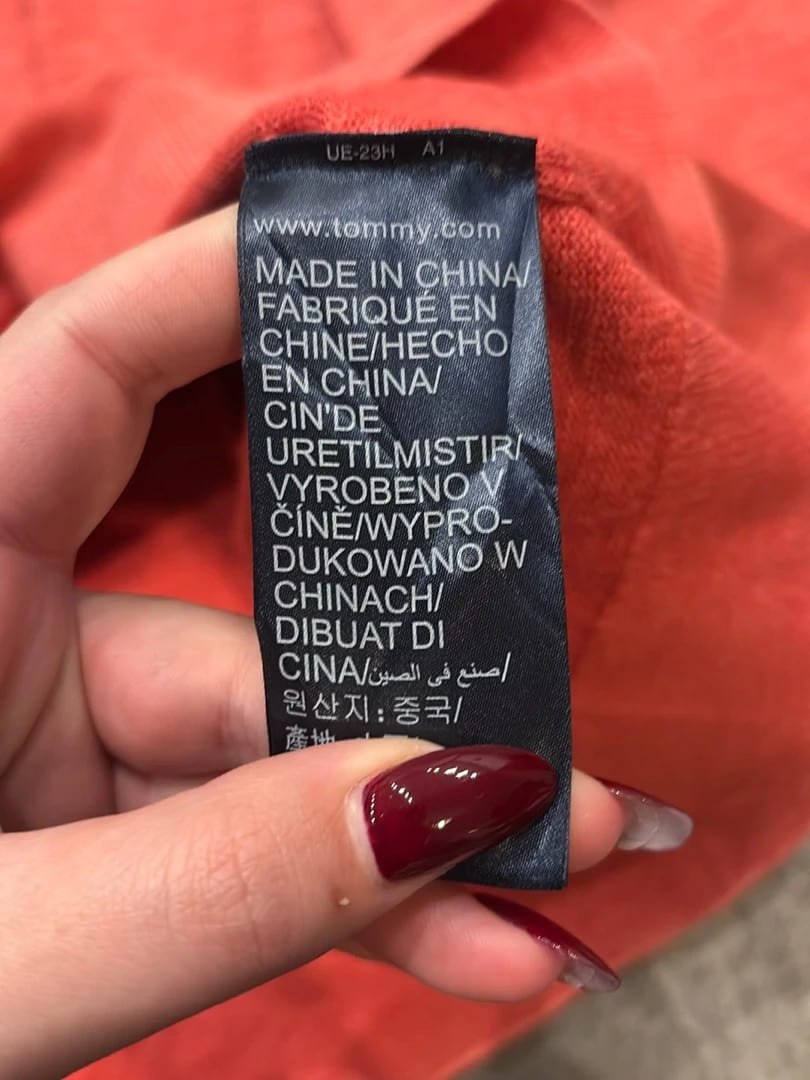 UE-23H A1
www.tommy.com
MADE IN CHINA/
FABRIQUÉ EN
CHINE/HECHO
EN CHINA/
CIN'DE
URETILMISTIR/
VYROBENO V
ČÍNĚ/WYPRO-
DUKOWANO W
CHINACH/
DIBUAT DI
CINA/صنع في الصين/
원산지:중국/